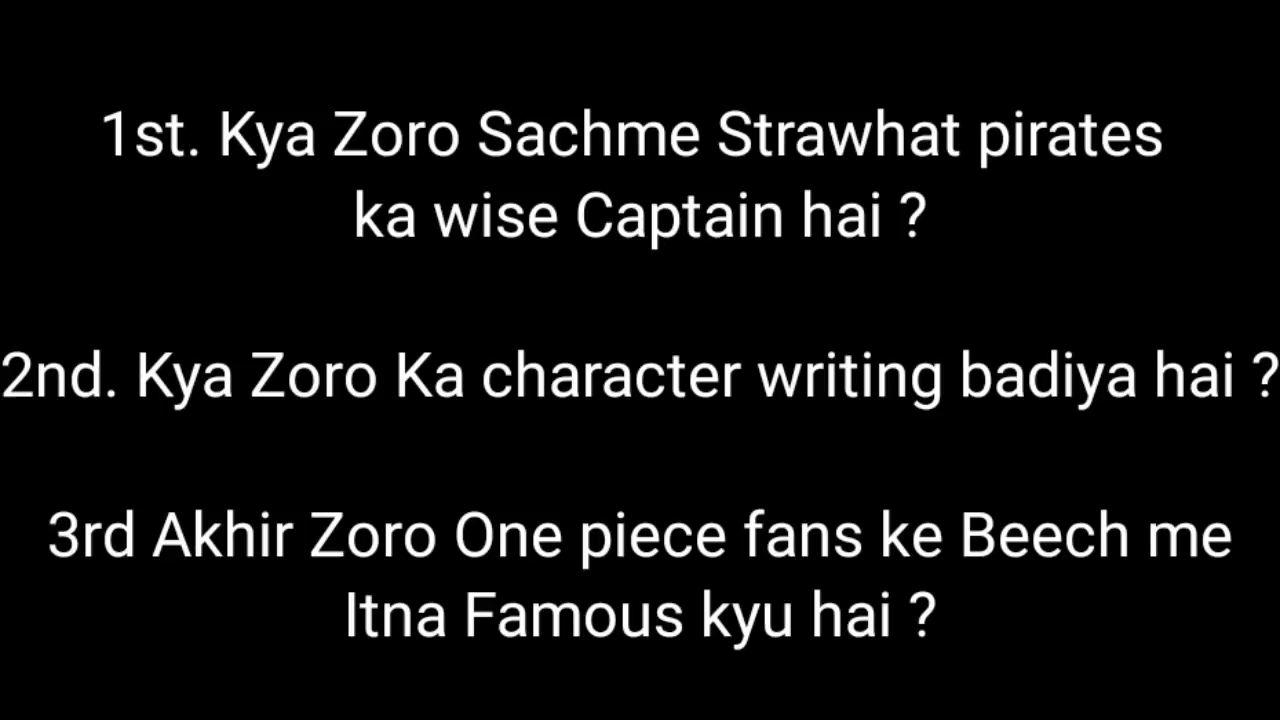 1st. Kya Zoro Sachme Strawhat pirates
ka wise Captain hai ?
2nd. Kya Zoro Ka character writing badiya hai ?
3rd Akhir Zoro One piece fans ke Beech me
Itna Famous kyu hai ?